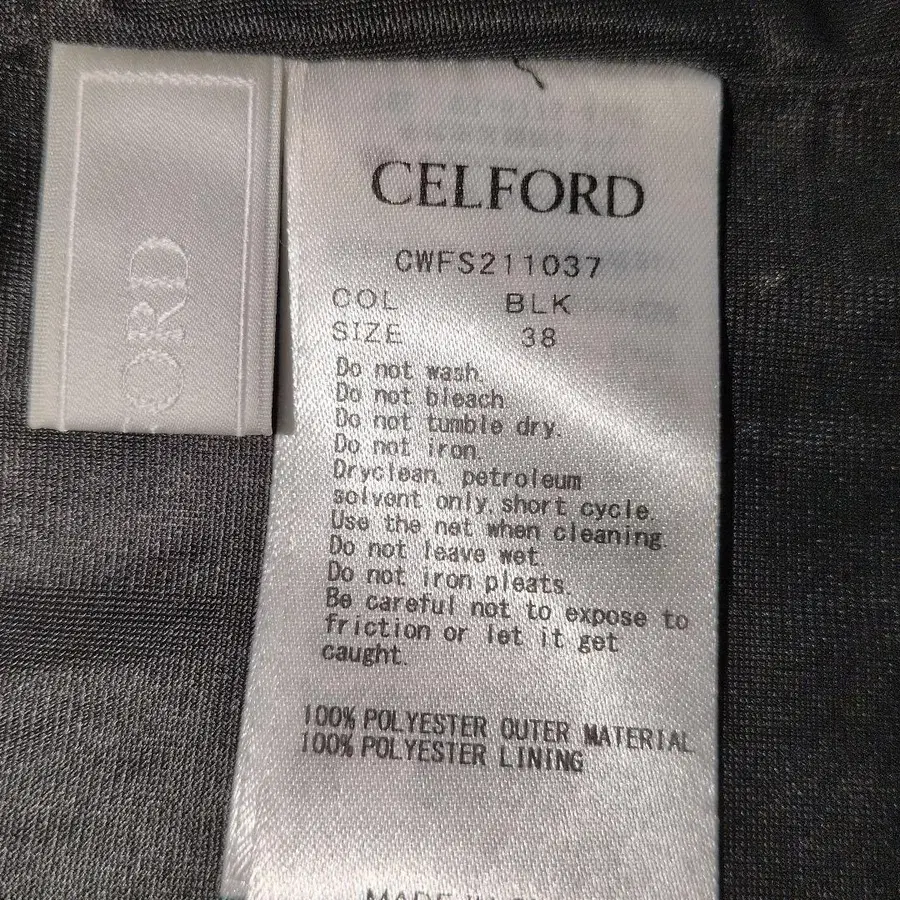 ORD
CELFORD
CWFS211037
COL BLK
SIZE 38
Do not wash.
Do not bleach.
Do not tumble dry.
Do not iron.
Dryclean, petroleum
solvent only, short cycle.
Use the net when cleaning.
Do not leave wet.
Do not iron pleats.
Be careful not to expose to
friction or let it get
caught.
100% POLYESTER OUTER MATERIAL
100% POLYESTER LINING
MADE